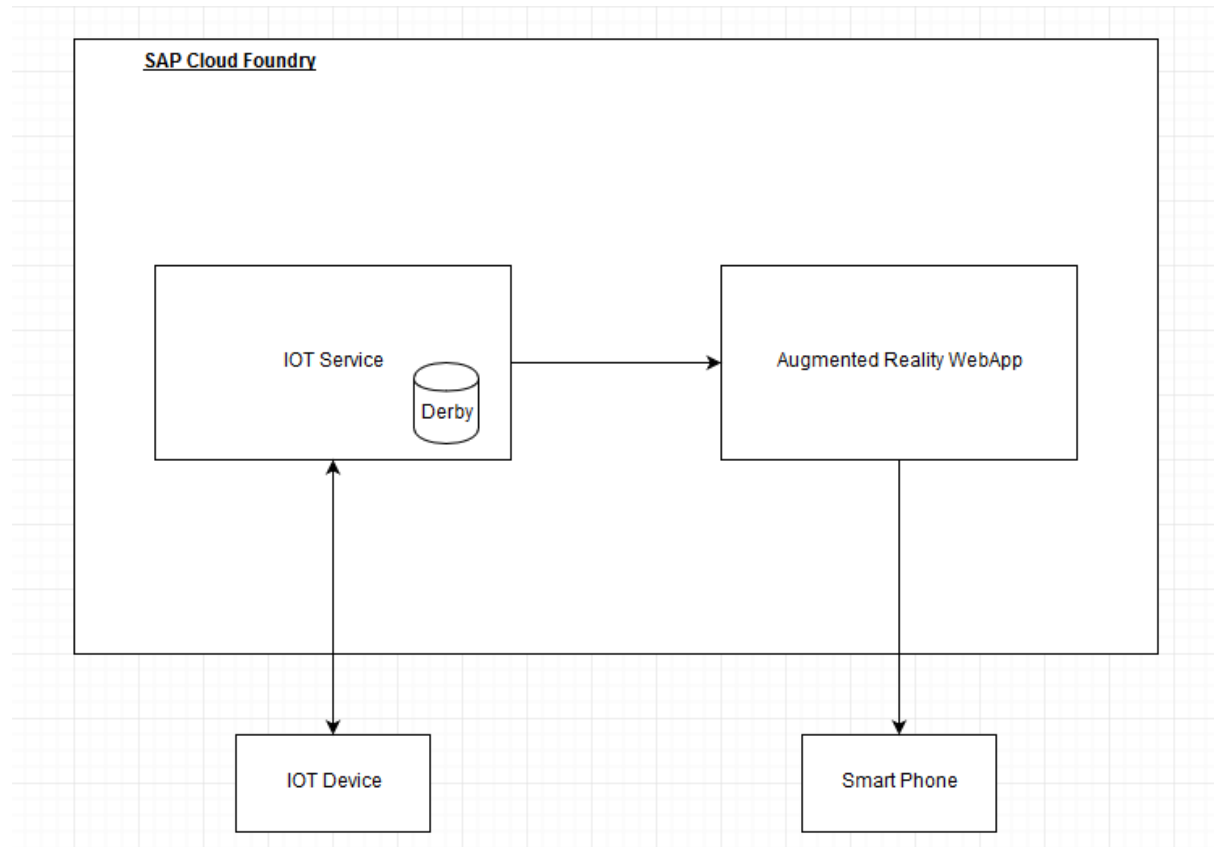 SAP Cloud Foundry
IOT Service
Derby
Augmented Reality WebApp
IOT Device
Smart Phone